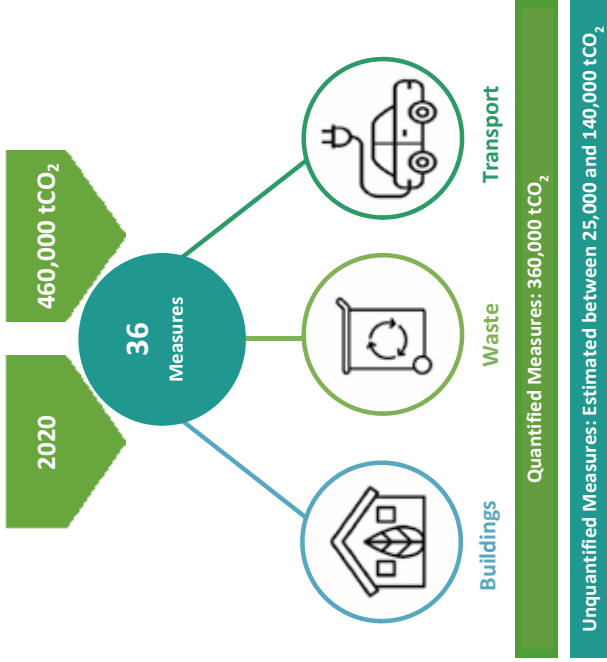 2020
460,000 tCO₂
36
Measures
Buildings
Waste
Transport
Quantified Measures: 360,000 tCO₂
Unquantified Measures: Estimated between 25,000 and 140,000 tCO₂